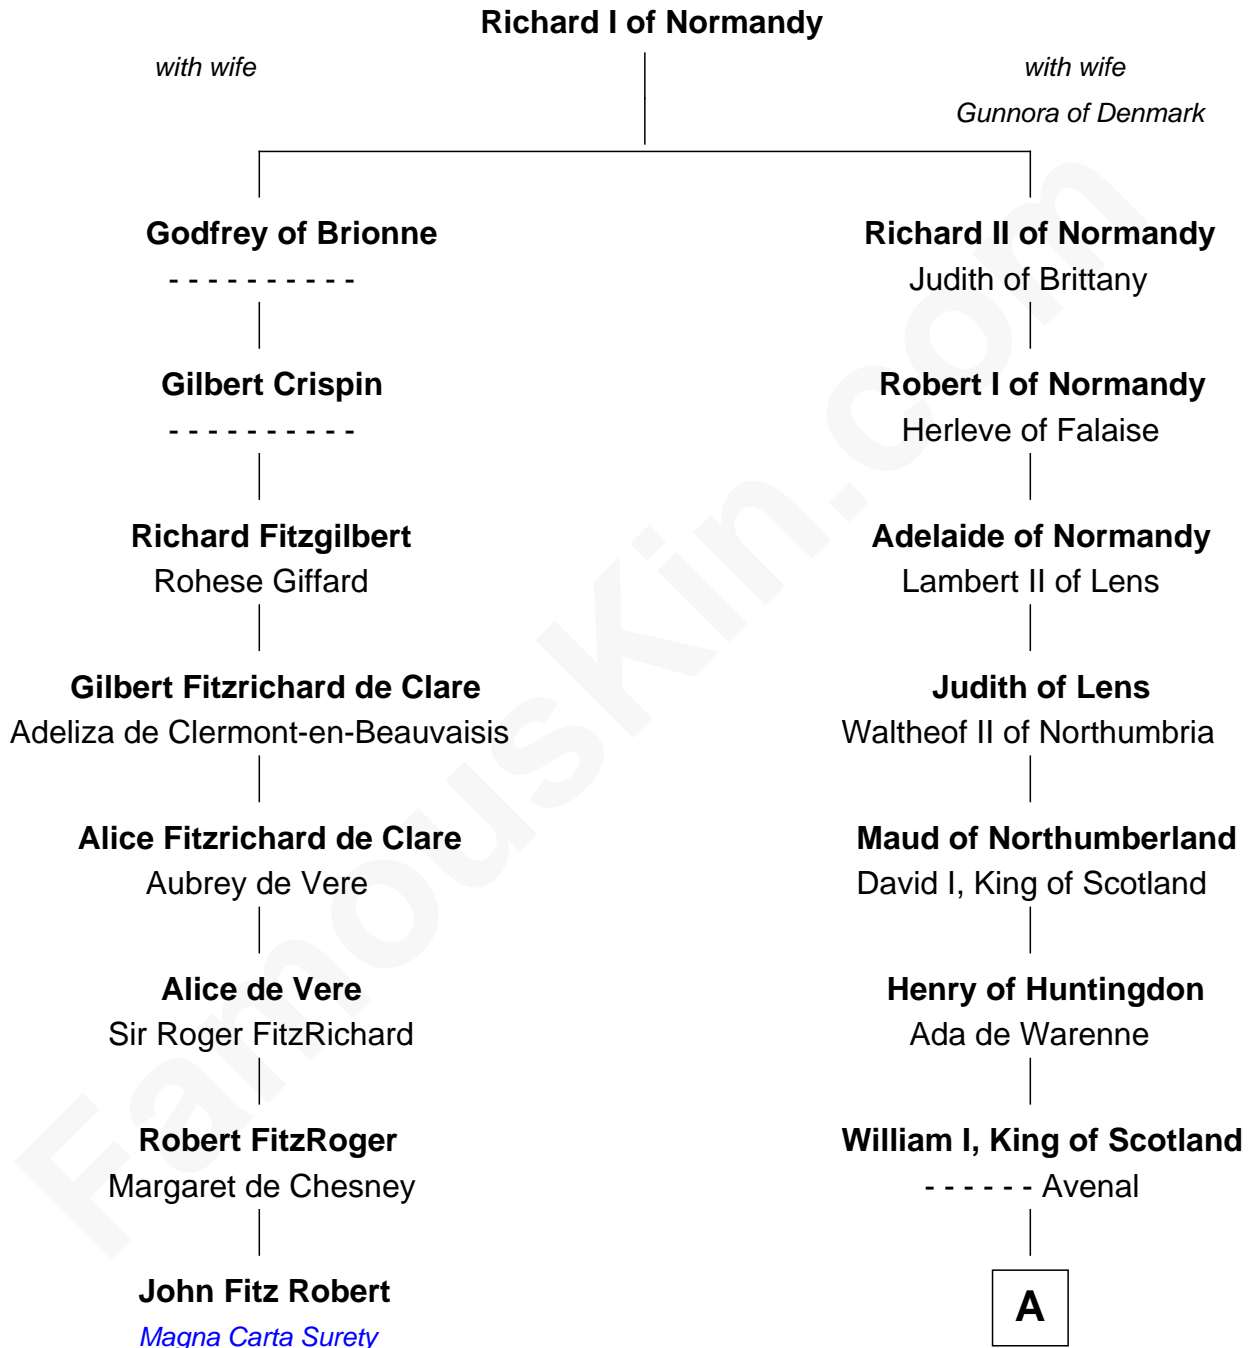 Richard I of Normandy
with wife
with wife
Gunnora of Denmark
Godfrey of Brionne
- - - - - - - - - -
Richard II of Normandy
Judith of Brittany
Gilbert Crispin
- - - - - - - - - -
Robert I of Normandy
Herleve of Falaise
Richard Fitzgilbert
Rohese Giffard
Adelaide of Normandy
Lambert II of Lens
Gilbert Fitzrichard de Clare
Adeliza de Clermont-en-Beauvaisis
Judith of Lens
Waltheof II of Northumbria
Alice Fitzrichard de Clare
Aubrey de Vere
Maud of Northumberland
David I, King of Scotland
Alice de Vere
Sir Roger FitzRichard
Henry of Huntingdon
Ada de Warenne
Robert FitzRoger
Margaret de Chesney
William I, King of Scotland
- - - - - - Avenal
John Fitz Robert
Magna Carta Surety
A
FamousKin.com